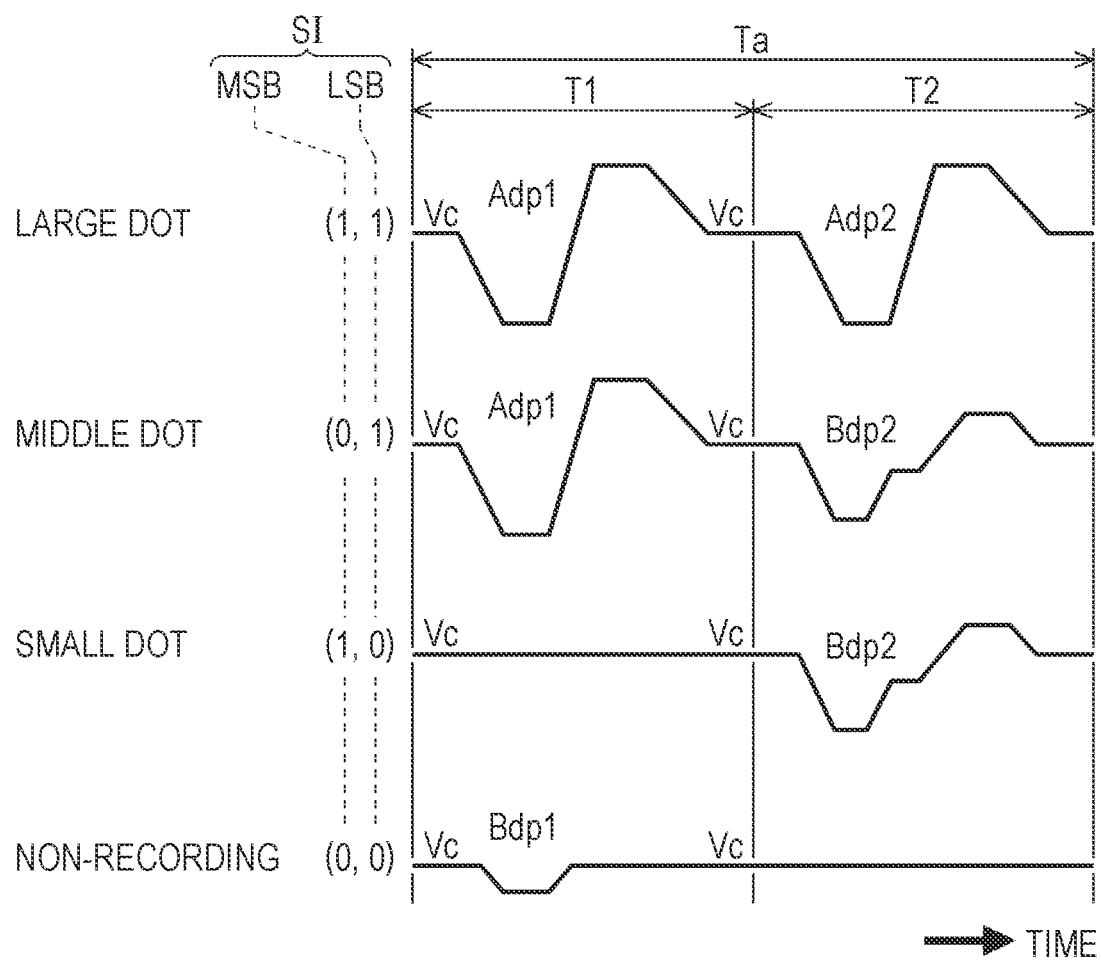 SI
MSB LSB
Ta
T1 T2
LARGE DOT (1, 1) Vc Adp1 Vc Adp2
MIDDLE DOT (0, 1) Vc Adp1 Vc Bdp2
SMALL DOT (1, 0) Vc Vc Bdp2
NON-RECORDING (0, 0) Vc Bdp1 Vc
TIME